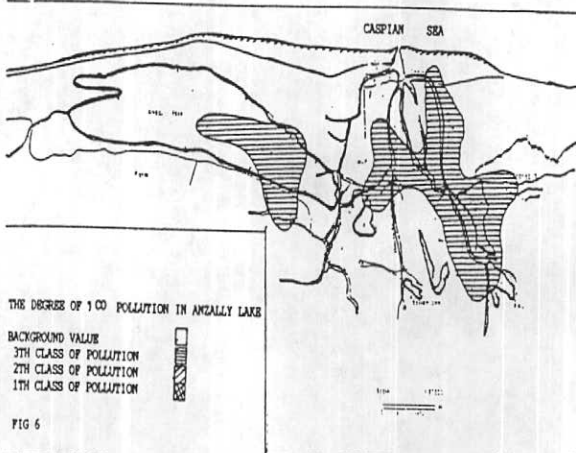 CASPIAN SEA
THE DEGREE OF 1 CO POLLUTION IN ANZALLY LAKE
BACKGROUND VALUE
3TH CLASS OF POLLUTION
2TH CLASS OF POLLUTION
1TH CLASS OF POLLUTION
FIG 6